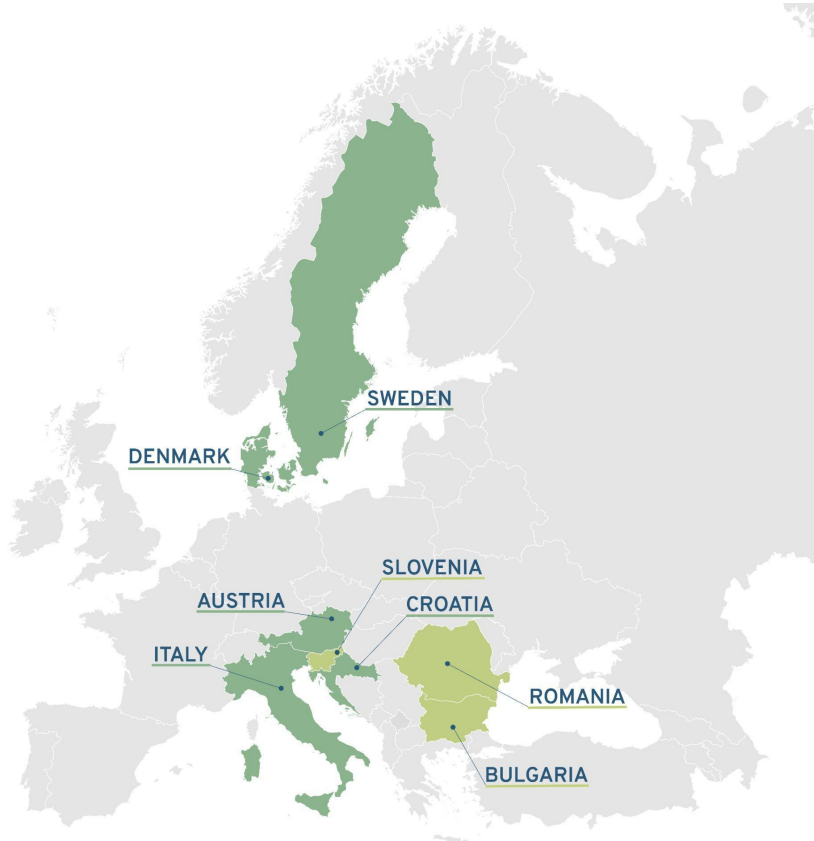 SWEDEN
DENMARK
SLOVENIA
AUSTRIA
CROATIA
ITALY
ROMANIA
BULGARIA